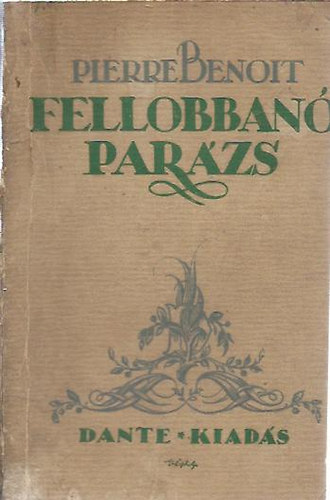 PIERRE BENOIT
FELLOBBANÓ
PARÁZS
DANTE * KIADÁS